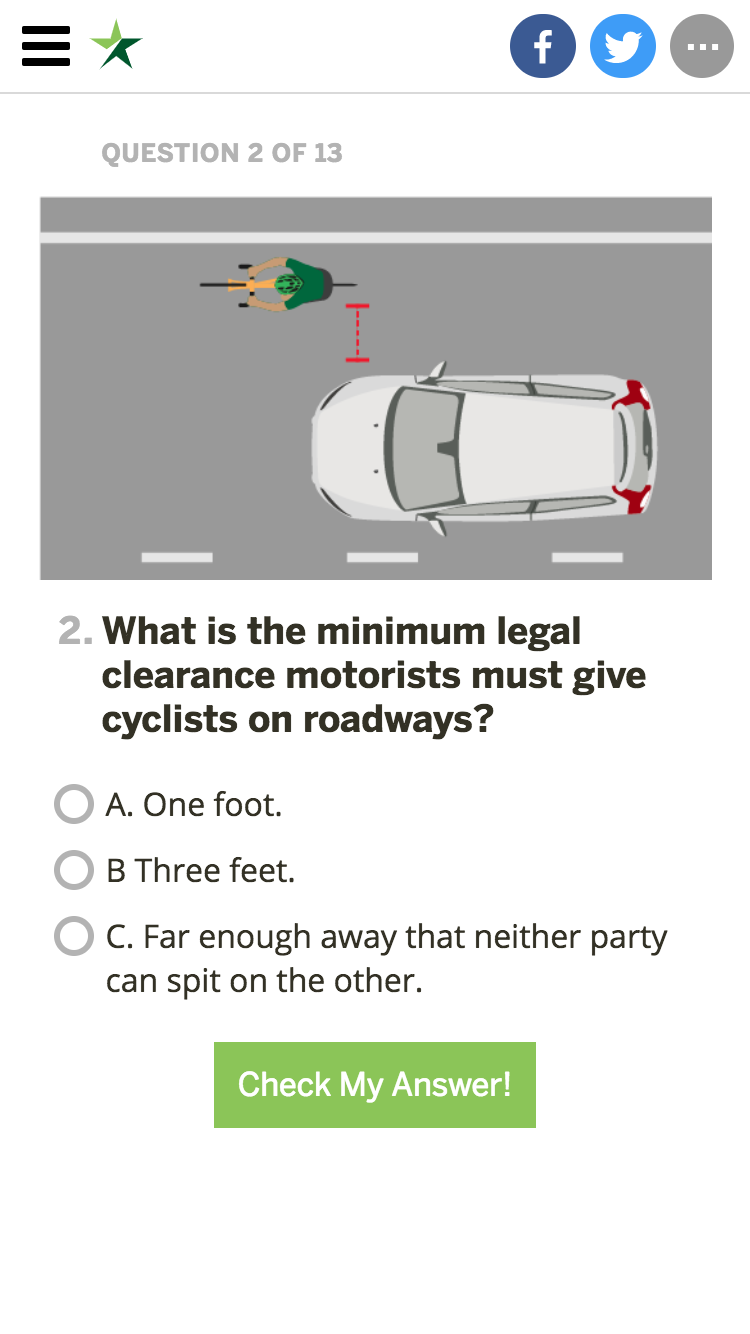 QUESTION 2 OF 13
2. What is the minimum legal
clearance motorists must give
cyclists on roadways?
A. One foot.
B Three feet.
C. Far enough away that neither party
can spit on the other.
Check My Answer!